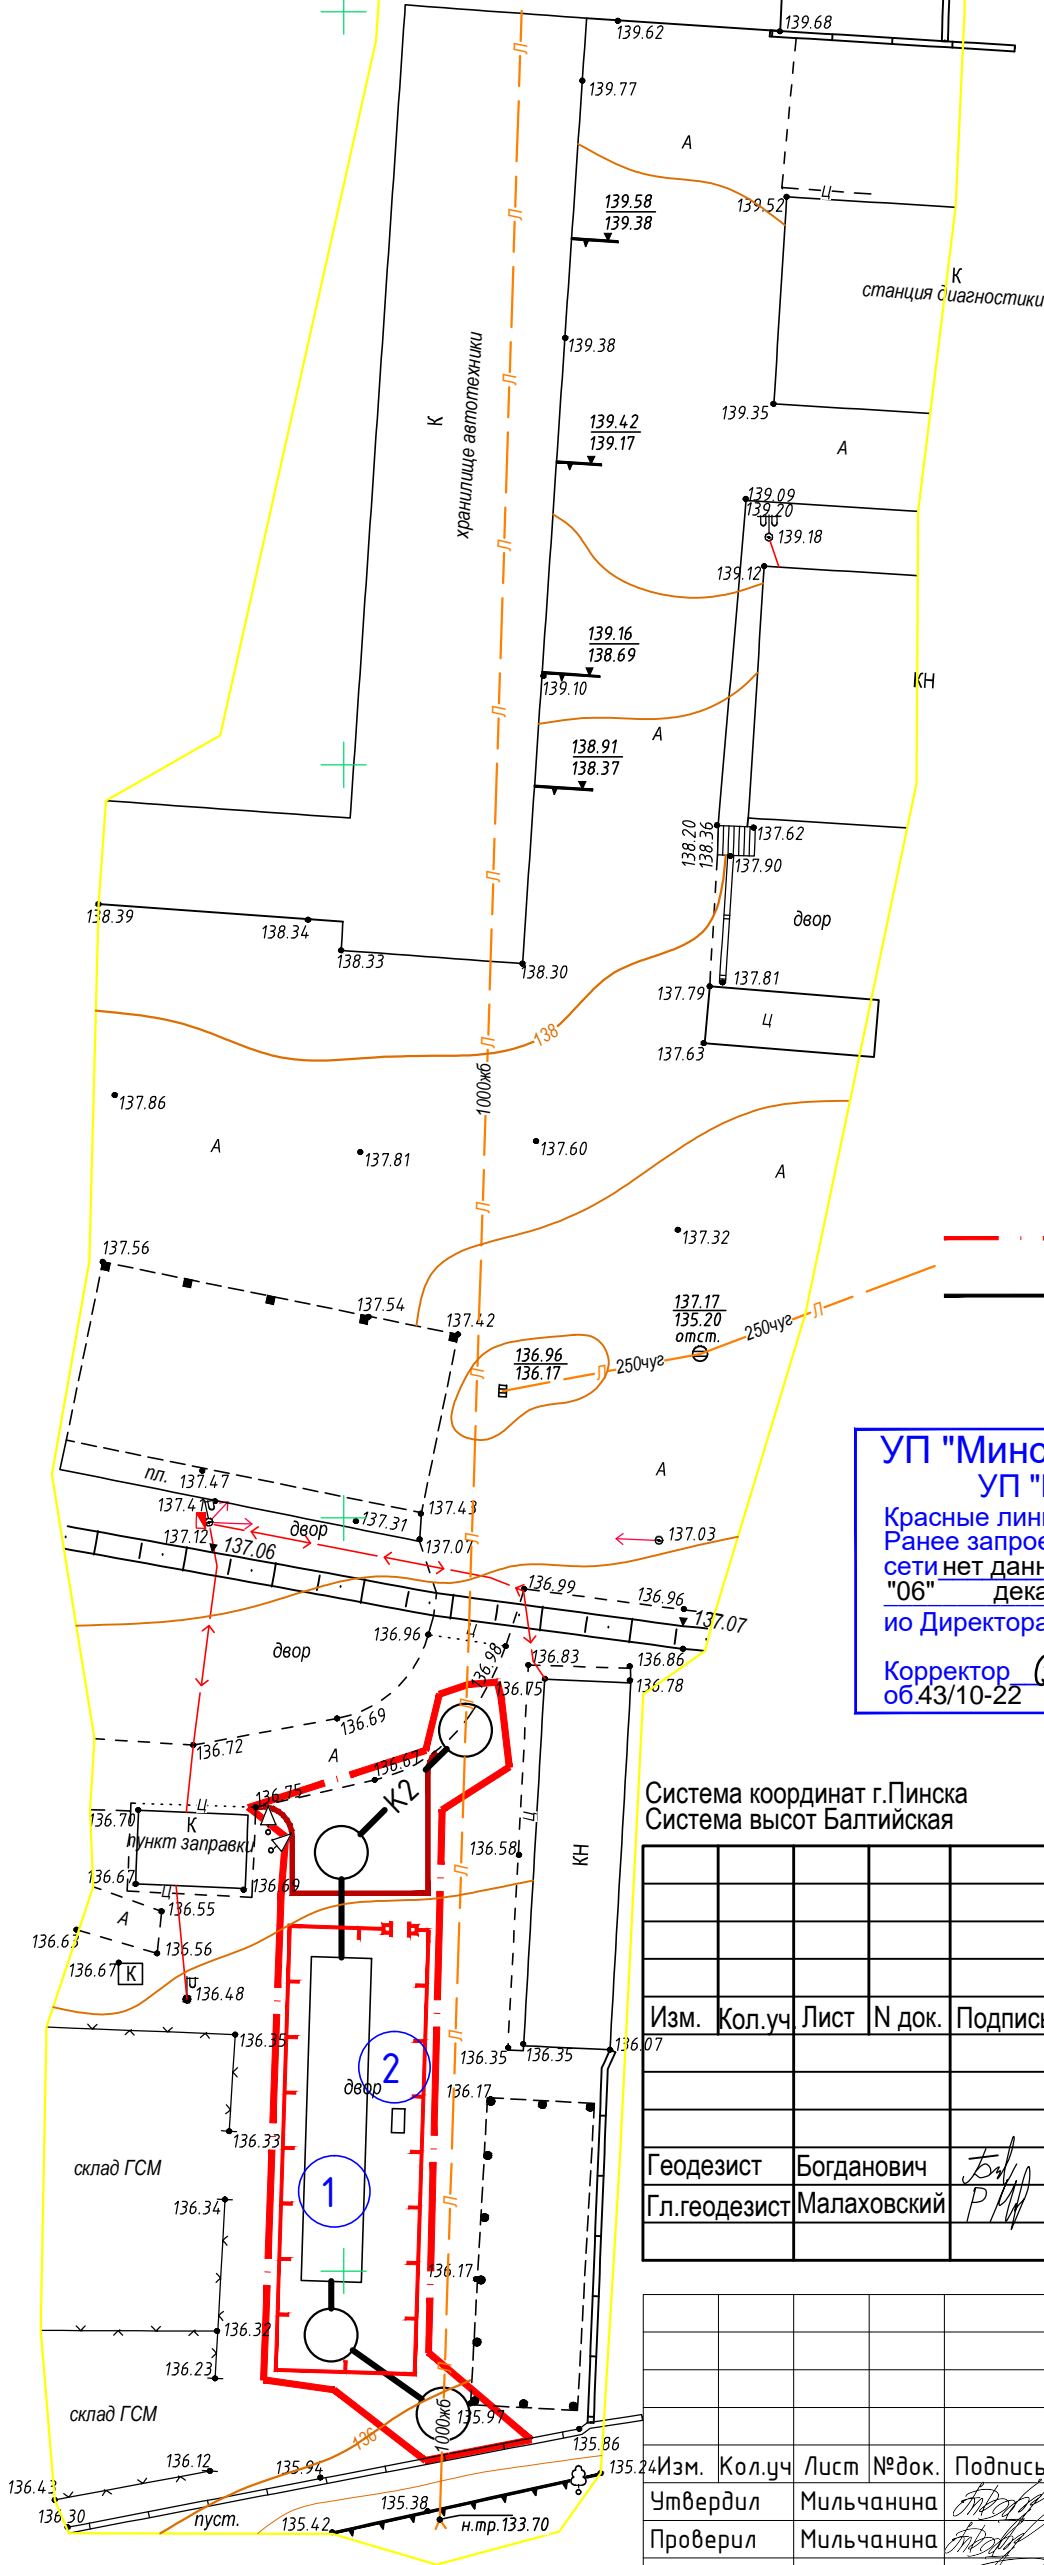 139.62
139.68
139.77
А
Л
139.58
139.38
139.52
Ц
К
станция диагностики
Л
139.38
К
хранилище автотехники
139.35
Л
139.42
139.17
А
139.09
139.20
139.18
Л
139.12
139.16
138.69
139.10
КН
Л
А
138.91
138.37
138.20
138.36
137.62
137.90
Л
138.39
138.34
двор
138.33
138.30
137.81
137.79
Ц
138
Л
137.63
1000жб
137.86
А
137.81
137.60
А
Л
137.32
137.56
137.54
137.42
137.17
135.20
отст.
250чуг
Л
136.96
136.17
Л
250чуг
Л
пл.
137.47
А
137.41
137.43
137.31
двор
137.12
137.06
137.07
137.03
136.99
136.96
137.07
136.96
Ц
136.98
136.83
136.86
двор
136.75
136.78
136.69
Л
136.72
А
136.67
136.75
К2
Ц
136.70
К
пункт заправки
Ц
136.58
КН
136.67
136.69
Ц
Л
136.55
А
136.63
136.56
136.67
К
136.48
Л
136.35
136.35
136.35
136.07
2
двор
136.17
136.33
склад ГСМ
1
136.34
Л
136.17
136.32
136.23
Л
склад ГСМ
135.97
1000жб
136
135.86
136.12
135.94
135.24
136.43
136.30
пуст.
135.42
135.38
н.тр.133.70
УП "Минс
Красные лини
Ранее запрое
сети нет данн
"06" дека
ио Директора
Корректор
об.43/10-22
Система координат г.Пинска
Система высот Балтийская
Изм. Кол.уч. Лист N док. Подпись
Геодезист Богданович
Гл.геодезист Малаховский
Изм. Кол.уч Лист №док. Подпись
Утвердил Мильчанина
Проверил Мильчанина